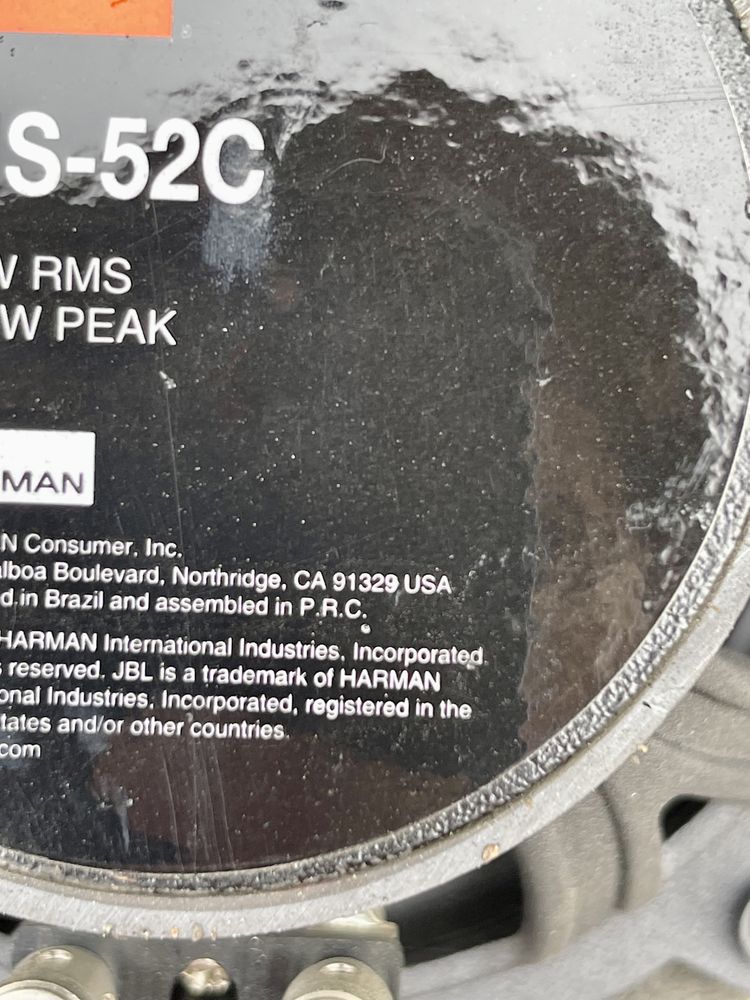 S-52C
W RMS
W PEAK
MAN
N Consumer, Inc.
lboa Boulevard, Northridge, CA 91329 USA
d in Brazil and assembled in P.R.C.
HARMAN International Industries, Incorporated
s reserved. JBL is a trademark of HARMAN
onal Industries, Incorporated, registered in the
tates and/or other countries.
com